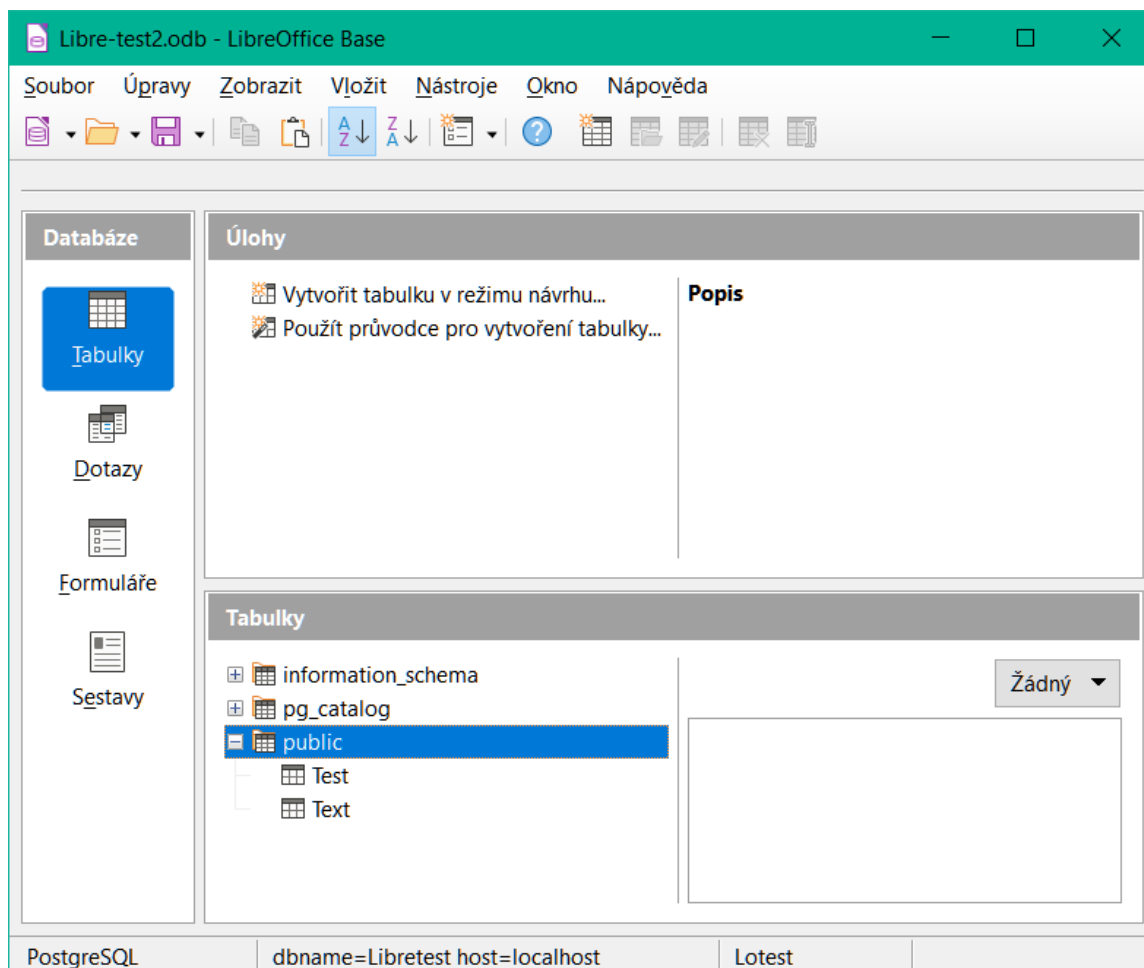 Libre-test2.odb - LibreOffice Base
Soubor Úpravy Zobrazit Vložit Nástroje Okno Nápověda
Databáze
Tabulky
Dotazy
Formuláře
Sestavy
Úlohy
Vytvořit tabulku v režimu návrhu...
Použít průvodce pro vytvoření tabulky...
Popis
Tabulky
information_schema
pg_catalog
public
Test
Text
Žádný
PostgreSQL dbname=Libretest host=localhost Lotest